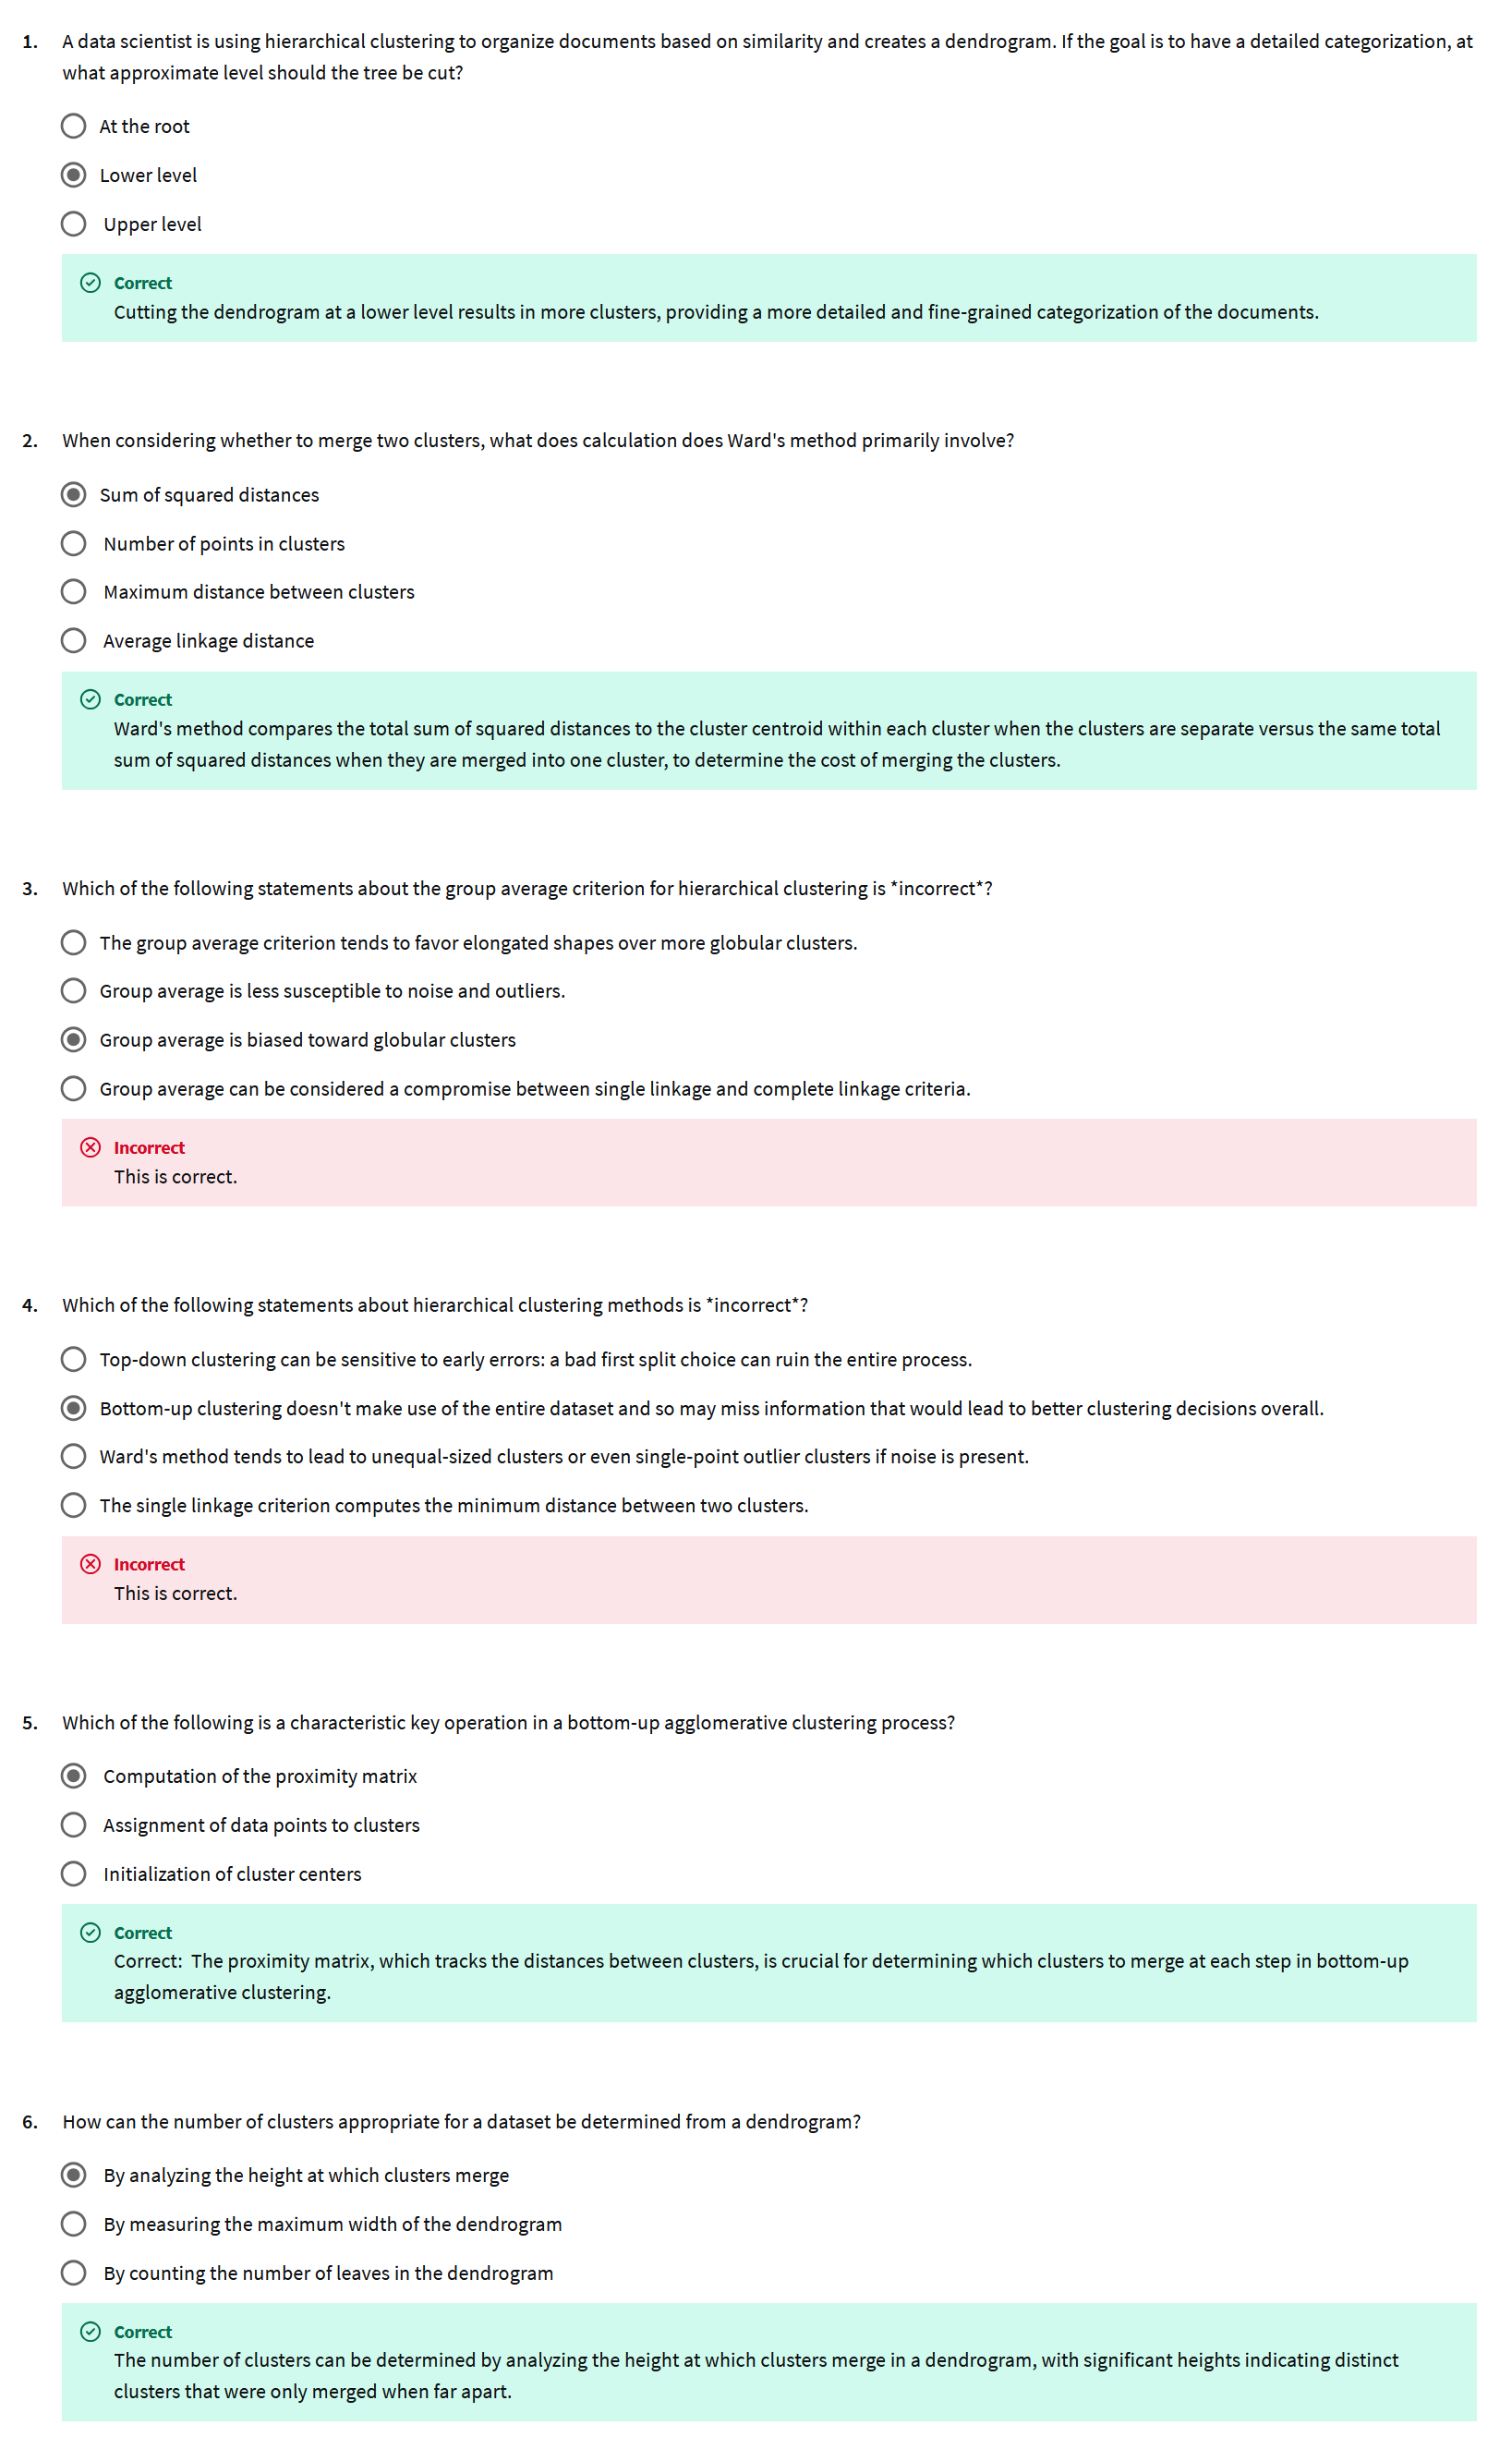 1. A data scientist is using hierarchical clustering to organize documents based on similarity and creates a dendrogram. If the goal is to have a detailed categorization, at
what approximate level should the tree be cut?
At the root
Lower level
Upper level
Correct
Cutting the dendrogram at a lower level results in more clusters, providing a more detailed and fine-grained categorization of the documents.
2. When considering whether to merge two clusters, what does calculation does Ward's method primarily involve?
Sum of squared distances
Number of points in clusters
Maximum distance between clusters
Average linkage distance
Correct
Ward's method compares the total sum of squared distances to the cluster centroid within each cluster when the clusters are separate versus the same total
sum of squared distances when they are merged into one cluster, to determine the cost of merging the clusters.
3. Which of the following statements about the group average criterion for hierarchical clustering is *incorrect*?
The group average criterion tends to favor elongated shapes over more globular clusters.
Group average is less susceptible to noise and outliers.
Group average is biased toward globular clusters
Group average can be considered a compromise between single linkage and complete linkage criteria.
Incorrect
This is correct.
4. Which of the following statements about hierarchical clustering methods is *incorrect*?
Top-down clustering can be sensitive to early errors: a bad first split choice can ruin the entire process.
Bottom-up clustering doesn't make use of the entire dataset and so may miss information that would lead to better clustering decisions overall.
Ward's method tends to lead to unequal-sized clusters or even single-point outlier clusters if noise is present.
The single linkage criterion computes the minimum distance between two clusters.
Incorrect
This is correct.
5. Which of the following is a characteristic key operation in a bottom-up agglomerative clustering process?
Computation of the proximity matrix
Assignment of data points to clusters
Initialization of cluster centers
Correct
Correct: The proximity matrix, which tracks the distances between clusters, is crucial for determining which clusters to merge at each step in bottom-up
agglomerative clustering.
6. How can the number of clusters appropriate for a dataset be determined from a dendrogram?
By analyzing the height at which clusters merge
By measuring the maximum width of the dendrogram
By counting the number of leaves in the dendrogram
Correct
The number of clusters can be determined by analyzing the height at which clusters merge in a dendrogram, with significant heights indicating distinct
clusters that were only merged when far apart.